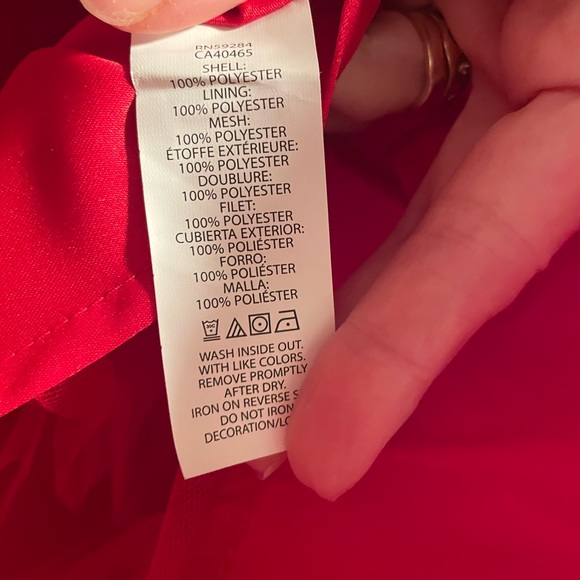 RN59284
CA40465
SHELL:
100% POLYESTER
LINING:
100% POLYESTER
MESH:
100% POLYESTER
ÉTOFFE EXTÉRIEURE:
100% POLYESTER
DOUBLURE:
100% POLYESTER
FILET:
100% POLYESTER
CUBIERTA EXTERIOR:
100% POLIÉSTER
FORRO:
100% POLIÉSTER
MALLA:
100% POLIÉSTER
WASH INSIDE OUT.
WITH LIKE COLORS.
REMOVE PROMPTLY
AFTER DRY.
IRON ON REVERSE
DO NOT IRON
DECORATION/